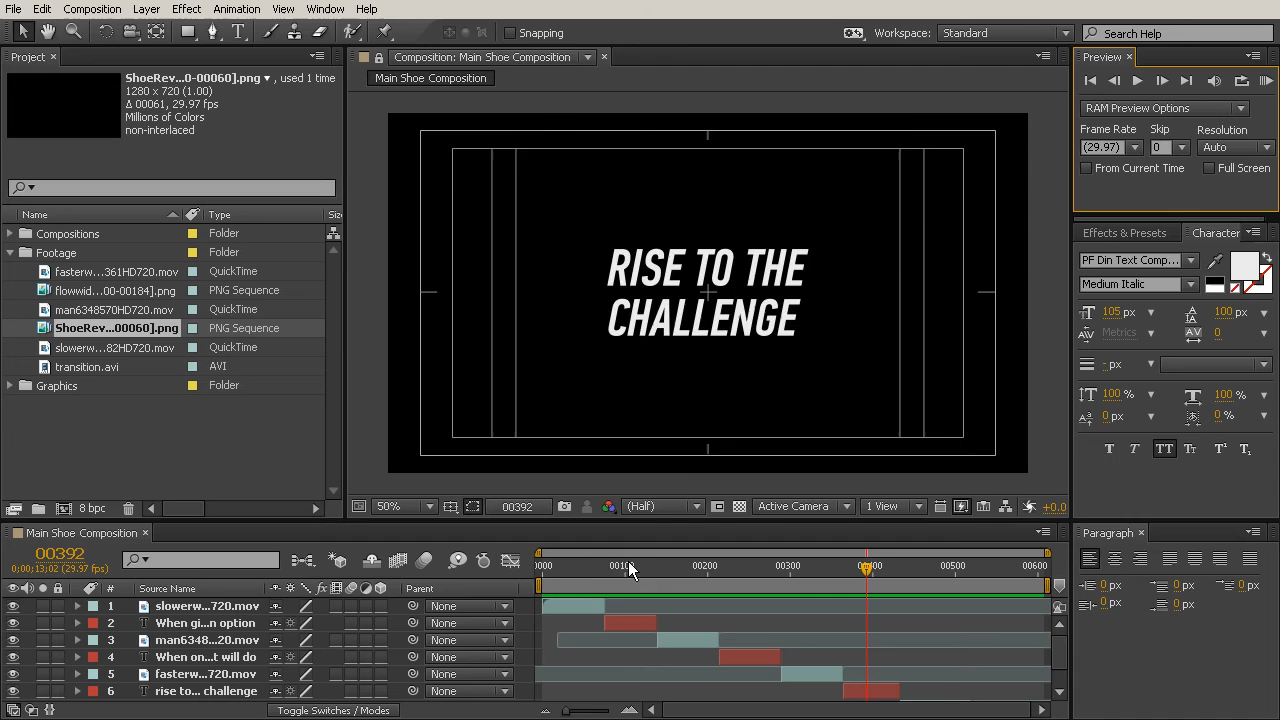 File Edit Composition Layer Effect Animation View Window Help
Snapping
Workspace: Standard
Search Help
Project
ShoeRev...0-00060].png ▾ , used 1 time
1280 x 720 (1.00)
Δ 00061, 29.97 fps
Millions of Colors
non-interlaced
Name Type Size
Compositions Folder
Footage Folder
fasterw...361HD720.mov QuickTime
flowwid...00-00184].png PNG Sequence
man6348570HD720.mov QuickTime
ShoeRev...00060].png PNG Sequence
slowerw...82HD720.mov QuickTime
transition.avi AVI
Graphics Folder
8 bpc
Composition: Main Shoe Composition
Main Shoe Composition
RISE TO THE
CHALLENGE
50% 00392 (Half) Active Camera 1 View +0.0
Preview
RAM Preview Options
Frame Rate Skip Resolution
(29.97) 0 Auto
From Current Time Full Screen
Effects & Presets Character
PF Din Text Comp...
Medium Italic
105 px 100 px
Metrics 0
- px
100 % 100 %
0 px 0 %
T T TT Tт T¹ T₁
Main Shoe Composition
00392
0;00;13;02 (29.97 fps)
0000 00100 00200 00300 00400 00500 00600
# Source Name Parent
1 slowerw...720.mov None
2 When gi...n option None
3 man6348...20.mov None
4 When on...t will do None
5 fasterw...720.mov None
6 rise to... challenge None
Toggle Switches / Modes
Paragraph
0 px 0 px 0 px
0 px 0 px